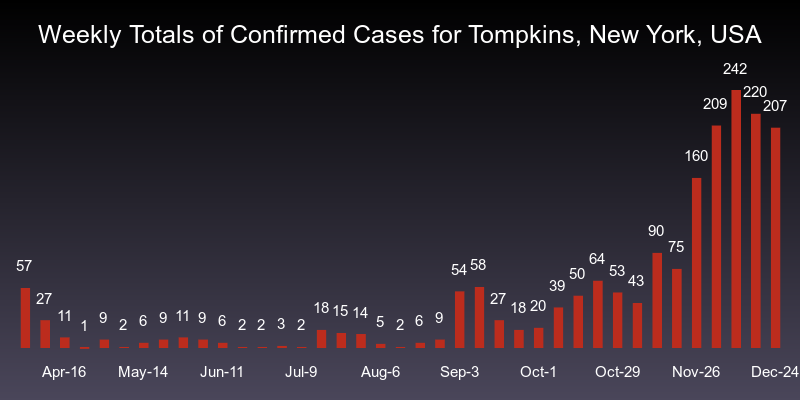 Weekly Totals of Confirmed Cases for Tompkins, New York, USA
57 27 11 1 9 2 6 9 11 9 6 2 2 3 2 18 15 14 5 2 6 9 54 58 27 18 20 39 50 64 53 43 90 75 160 209 242 220 207
Apr-16 May-14 Jun-11 Jul-9 Aug-6 Sep-3 Oct-1 Oct-29 Nov-26 Dec-24